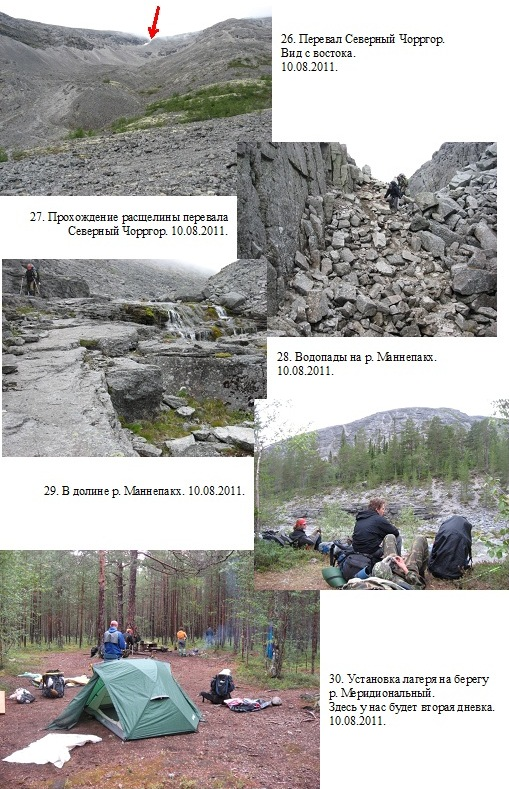 26. Перевал Северный Чорргор.
Вид с востока.
10.08.2011.
27. Прохождение расщелины перевала
Северный Чорргор. 10.08.2011.
28. Водопады на р. Маннепакх.
10.08.2011.
29. В долине р. Маннепакх. 10.08.2011.
30. Установка лагеря на берегу
р. Меридиональный.
Здесь у нас будет вторая дневка.
10.08.2011.